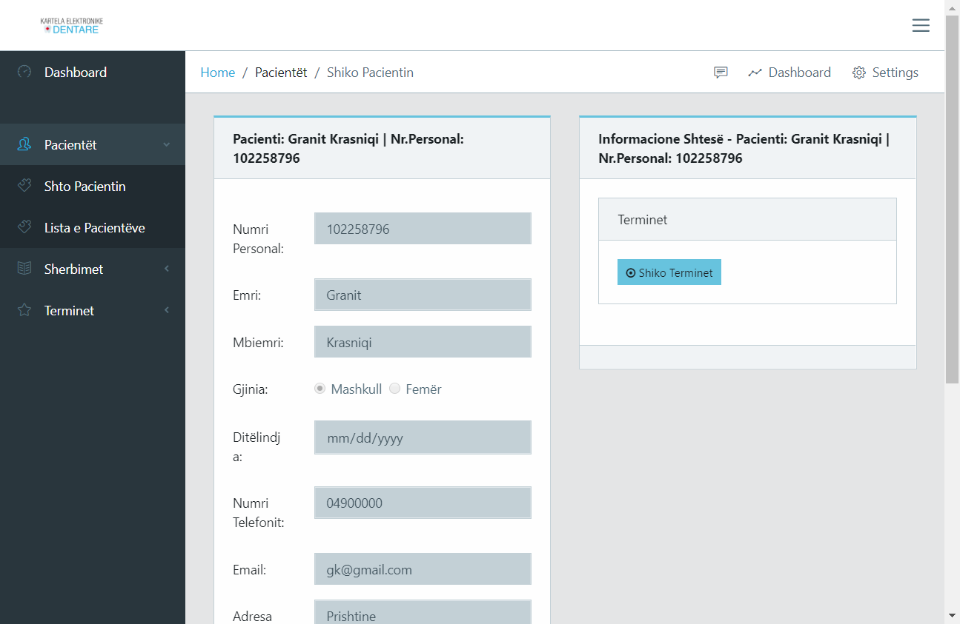 KARTELA ELEKTRONIKE
DENTARE
Dashboard
Pacientët
Shto Pacientin
Lista e Pacientëve
Sherbimet
Terminet
Home / Pacientët / Shiko Pacientin
Dashboard
Settings
Pacienti: Granit Krasniqi | Nr.Personal:
102258796
Numri
Personal:
102258796
Emri:
Granit
Mbiemri:
Krasniqi
Gjinia:
Mashkull
Femër
Ditëlindj
a:
mm/dd/yyyy
Numri
Telefonit:
04900000
Email:
gk@gmail.com
Adresa
Prishtine
Informacione Shtesë - Pacienti: Granit Krasniqi |
Nr.Personal: 102258796
Terminet
Shiko Terminet